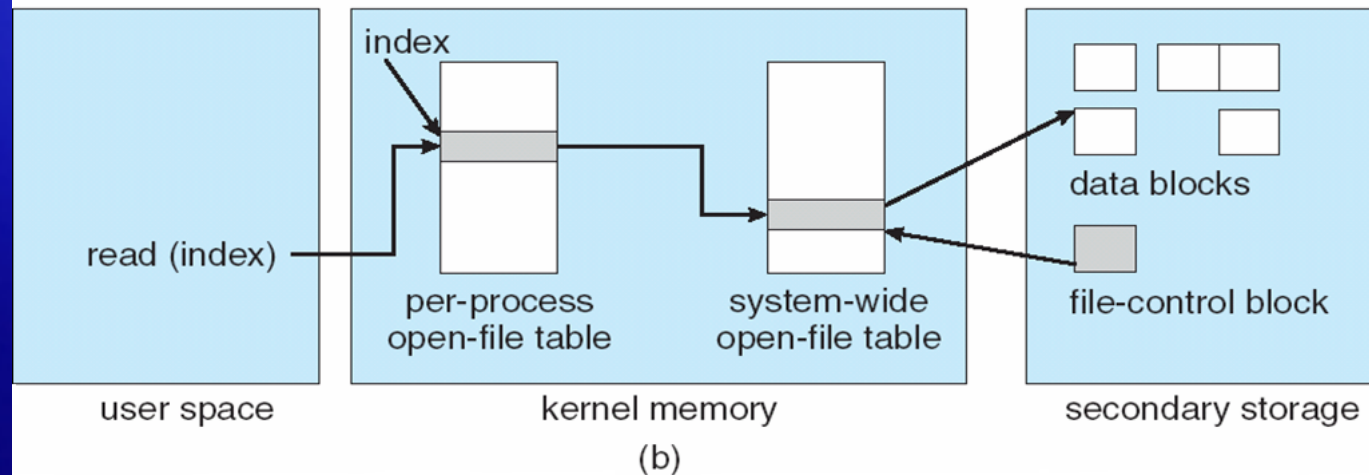 index
read (index)
per-process
open-file table
system-wide
open-file table
data blocks
file-control block
user space
kernel memory
secondary storage
(b)